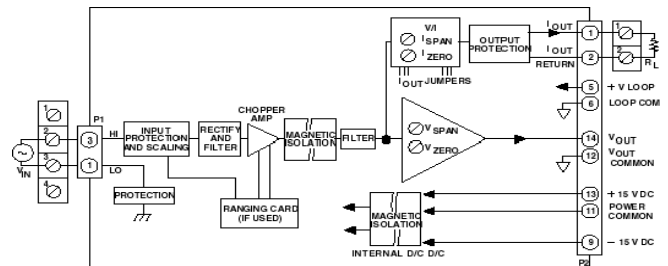 V/I
I SPAN
I ZERO
I OUT JUMPERS
OUTPUT PROTECTION
I OUT
1
1
I OUT
RETURN
2
2
R L
5
+ V LOOP
6
LOOP COM
P1
1
2
3
4
V IN
3
1
HI
LO
INPUT PROTECTION AND SCALING
RECTIFY AND FILTER
CHOPPER AMP
MAGNETIC ISOLATION
FILTER
V SPAN
V ZERO
14
V OUT
12
V OUT COMMON
PROTECTION
RANGING CARD (IF USED)
MAGNETIC ISOLATION
INTERNAL D/C D/C
13
+ 15 V DC
11
POWER COMMON
9
− 15 V DC
P2